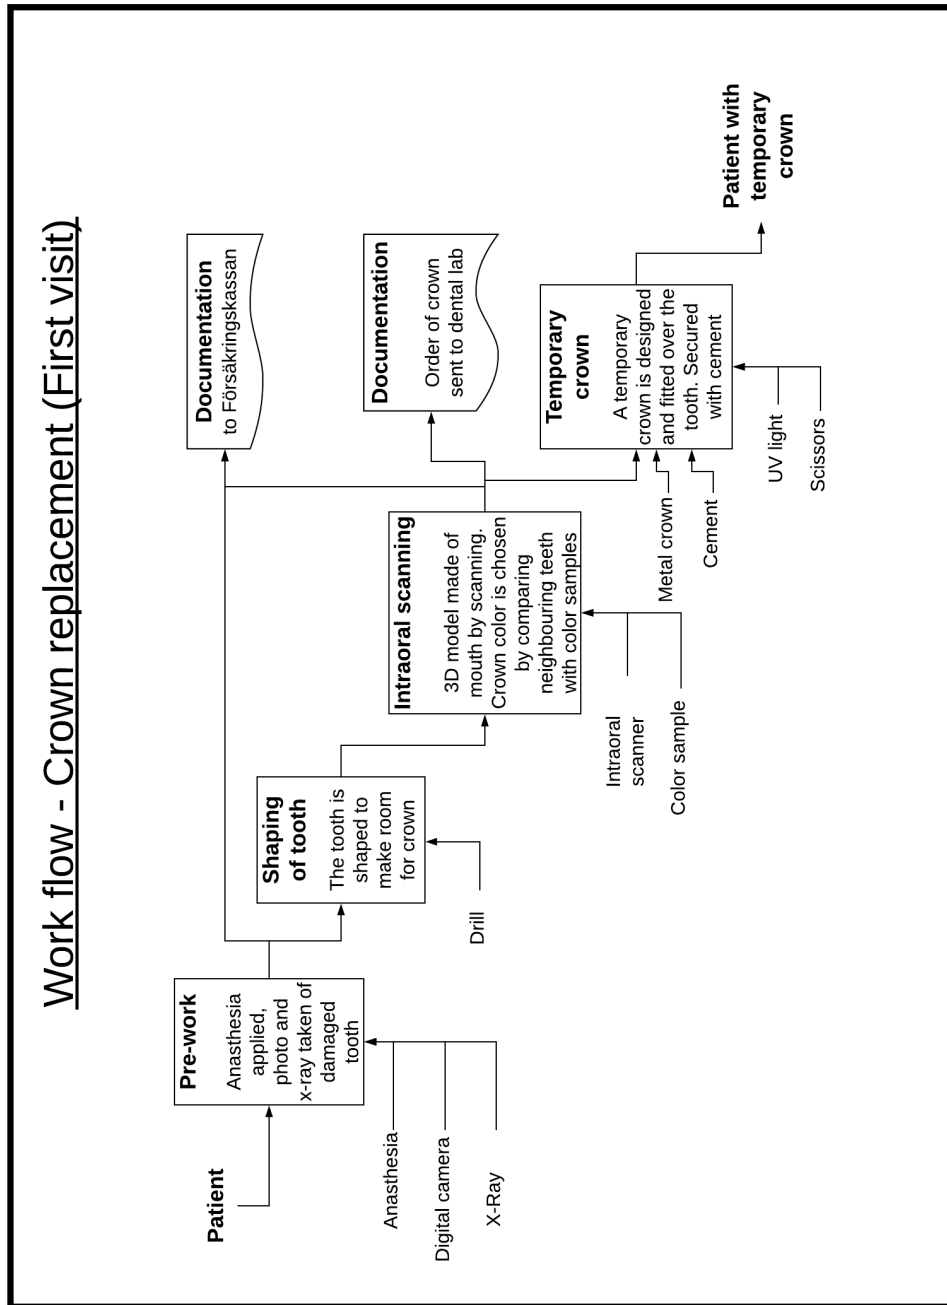 Work flow - Crown replacement (First visit)
Patient
Pre-work
Anasthesia
applied,
photo and
x-ray taken of
damaged
tooth
Anasthesia
Digital camera
X-Ray
Shaping
of tooth
The tooth is
shaped to
make room
for crown
Drill
Intraoral scanning
3D model made of
mouth by scanning.
Crown color is chosen
by comparing
neighbouring teeth
with color samples
Intraoral
scanner
Color sample
Documentation
to Försäkringskassan
Documentation
Order of crown
sent to dental lab
Temporary
crown
A temporary
crown is designed
and fitted over the
tooth. Secured
with cement
Metal crown
Cement
UV light
Scissors
Patient with
temporary
crown